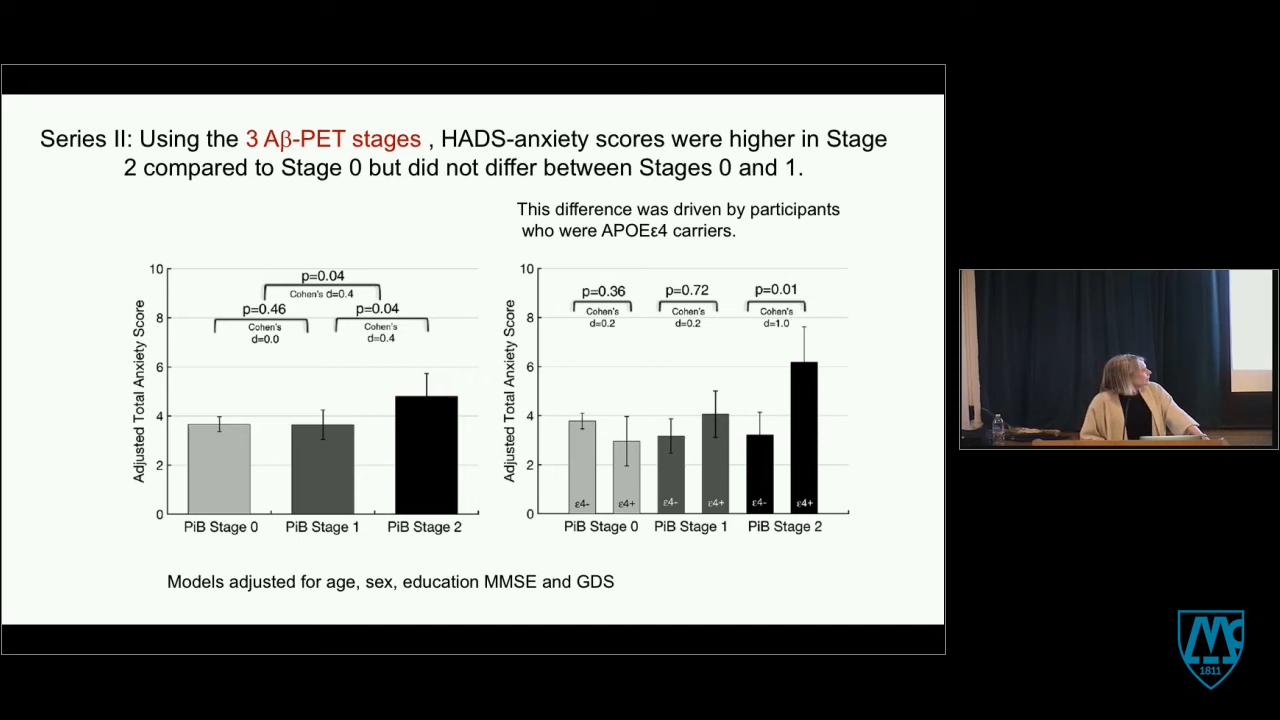 Series II: Using the 3 Aβ-PET stages , HADS-anxiety scores were higher in Stage
2 compared to Stage 0 but did not differ between Stages 0 and 1.
This difference was driven by participants
who were APOEε4 carriers.
Adjusted Total Anxiety Score
10
8
6
4
2
0
p=0.04
Cohen's d=0.4
p=0.46
Cohen's
d=0.0
p=0.04
Cohen's
d=0.4
PiB Stage 0
PiB Stage 1
PiB Stage 2
Adjusted Total Anxiety Score
10
8
6
4
2
0
p=0.36
Cohen's
d=0.2
p=0.72
Cohen's
d=0.2
p=0.01
Cohen's
d=1.0
ε4-
ε4+
ε4-
ε4+
ε4-
ε4+
PiB Stage 0
PiB Stage 1
PiB Stage 2
Models adjusted for age, sex, education MMSE and GDS
Mc
1811